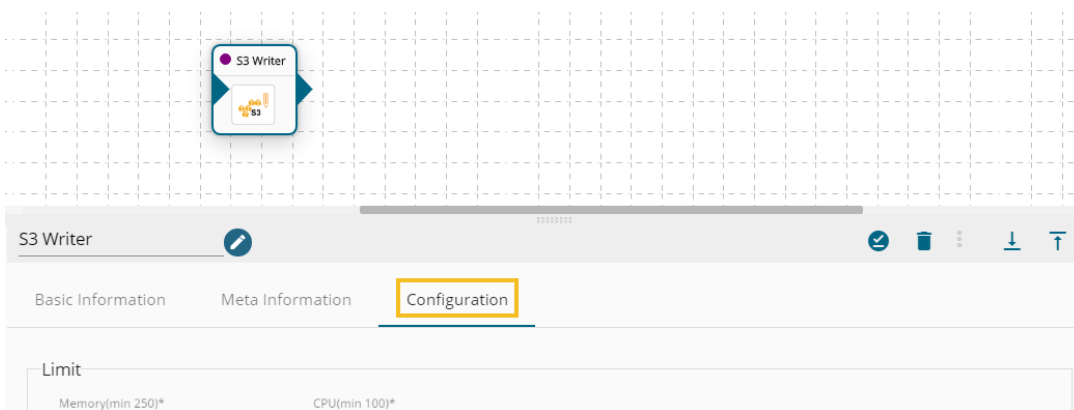 S3 Writer
S3
S3 Writer
Basic Information Meta Information Configuration
Limit
Memory(min 250)* CPU(min 100)*